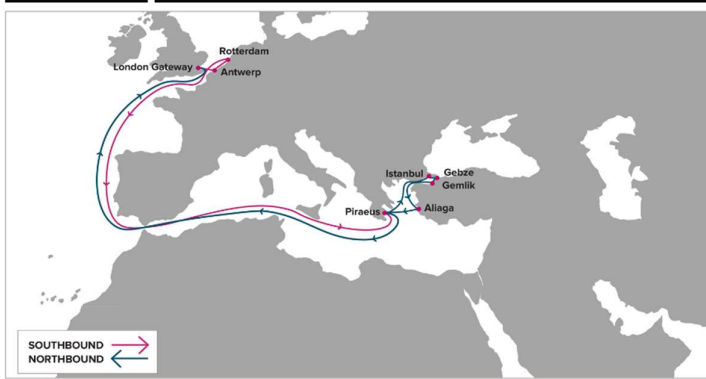 Rotterdam
London Gateway
Antwerp
Istanbul
Gebze
Gemlik
Piraeus
Aliaga
SOUTHBOUND
NORTHBOUND